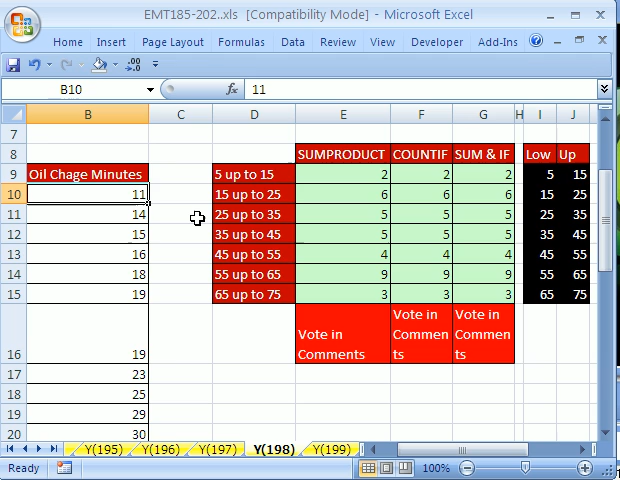 EMT185-202..xls [Compatibility Mode] - Microsoft Excel
Home Page Layout Formulas Data Review View Developer Add-Ins
B10 fx 11
B C D E F G H I J
7
8 SUMPRODUCT COUNTIF SUM & IF Low Up
9 Oil Chage Minutes 5 up to 15 2 2 2 5 15
10 11 15 up to 25 6 6 6 15 25
11 14 25 up to 35 5 5 5 25 35
12 15 35 up to 45 5 5 5 35 45
13 16 45 up to 55 4 4 4 45 55
14 18 55 up to 65 9 9 9 55 65
15 19 65 up to 75 3 3 3 65 75
Vote in Vote in
Vote in Commen Commen
16 19 Comments ts ts
17 23
18 25
19 29
20 30
Y(195) Y(196) Y(197) Y(198) Y(199)
Ready 100%